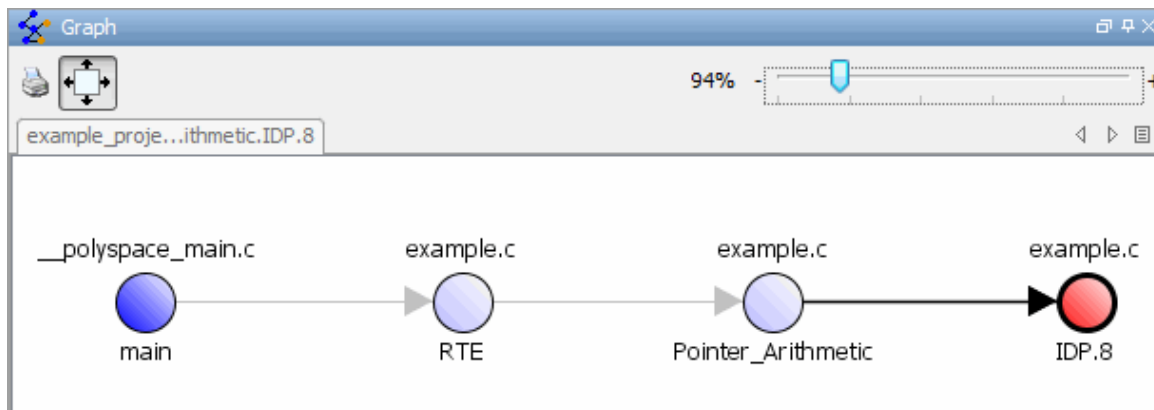 Graph
94% - +
example_proje...ithmetic.IDP.8
__polyspace_main.c example.c example.c example.c
main RTE Pointer_Arithmetic IDP.8